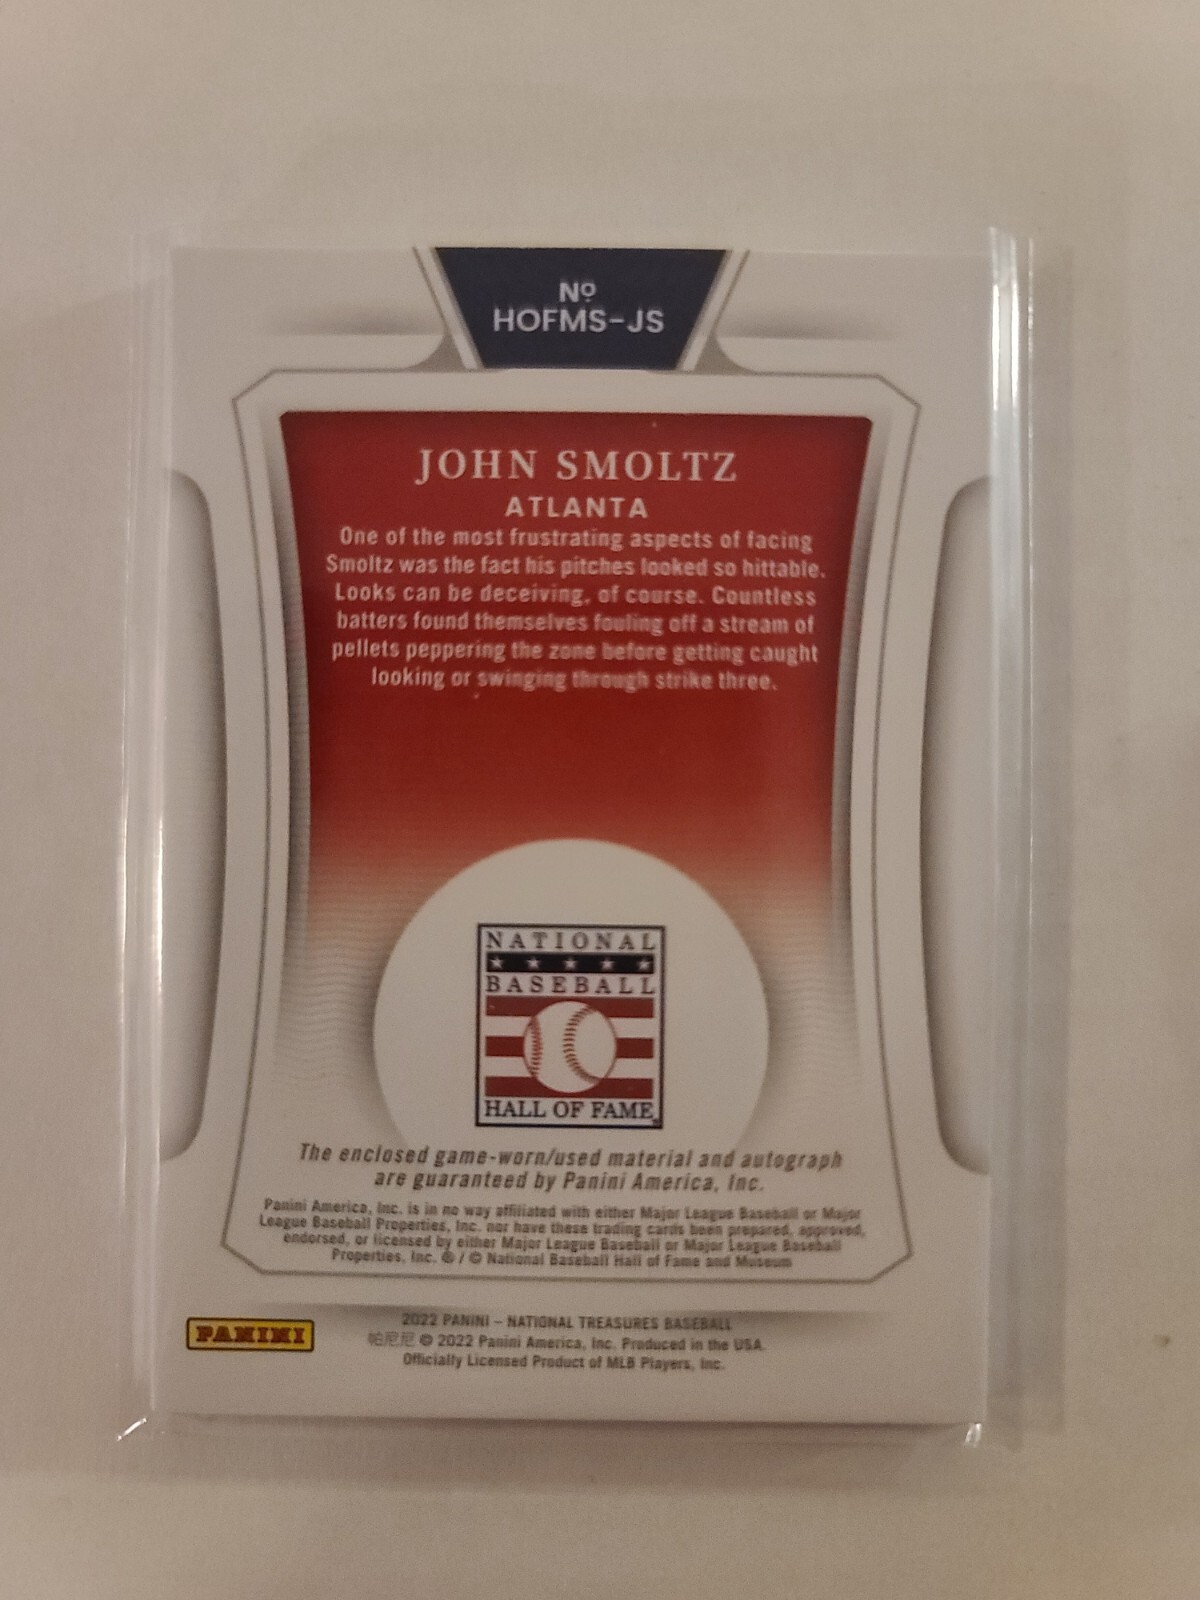 Nº
HOFMS-JS
JOHN SMOLTZ
ATLANTA
One of the most frustrating aspects of facing
Smoltz was the fact his pitches looked so hittable.
Looks can be deceiving, of course. Countless
batters found themselves fouling off a stream of
pellets peppering the zone before getting caught
looking or swinging through strike three.
NATIONAL
BASEBALL
HALL OF FAME
The enclosed game-worn/used material and autograph
are guaranteed by Panini America, Inc.
Panini America, Inc. is in no way affiliated with either Major League Baseball or Major
League Baseball Properties, Inc. nor have these trading cards been prepared, approved,
endorsed, or licensed by either Major League Baseball or Major League Baseball
Properties, Inc. ® / © National Baseball Hall of Fame and Museum
PANINI
2022 PANINI – NATIONAL TREASURES BASEBALL
帕尼尼 © 2022 Panini America, Inc. Produced in the USA.
Officially Licensed Product of MLB Players, Inc.